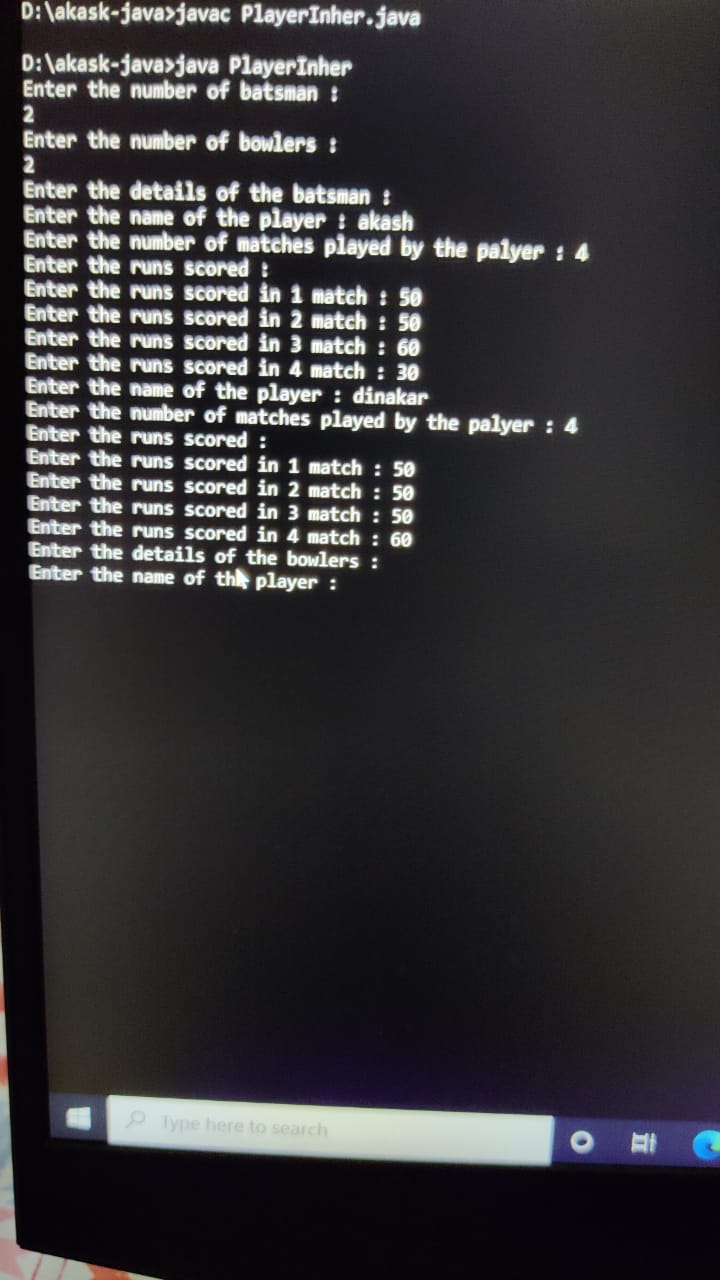 D:\akask-java>javac PlayerInher.java
D:\akask-java>java PlayerInher
Enter the number of batsman :
2
Enter the number of bowlers :
2
Enter the details of the batsman :
Enter the name of the player : akash
Enter the number of matches played by the palyer : 4
Enter the runs scored :
Enter the runs scored in 1 match : 50
Enter the runs scored in 2 match : 50
Enter the runs scored in 3 match : 60
Enter the runs scored in 4 match : 30
Enter the name of the player : dinakar
Enter the number of matches played by the palyer : 4
Enter the runs scored :
Enter the runs scored in 1 match : 50
Enter the runs scored in 2 match : 50
Enter the runs scored in 3 match : 50
Enter the runs scored in 4 match : 60
Enter the details of the bowlers :
Enter the name of the player :
Type here to search